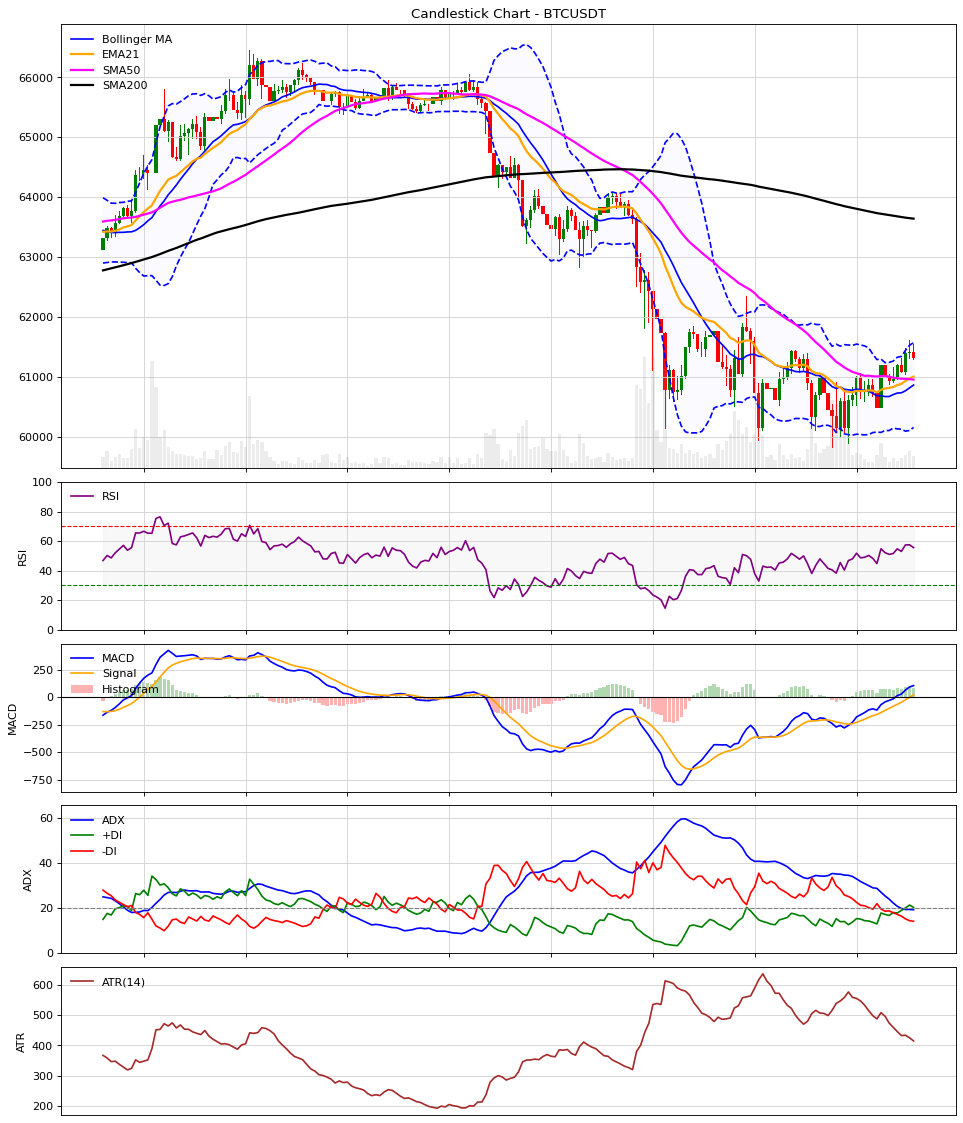 Candlestick Chart - BTCUSDT
Bollinger MA
EMA21
SMA50
SMA200
66000
65000
64000
63000
62000
61000
60000
RSI
100
80
60
40
20
0
RSI
MACD
Signal
Histogram
250
0
−250
−500
−750
MACD
ADX
+DI
-DI
60
40
20
0
ADX
ATR(14)
600
500
400
300
200
ATR